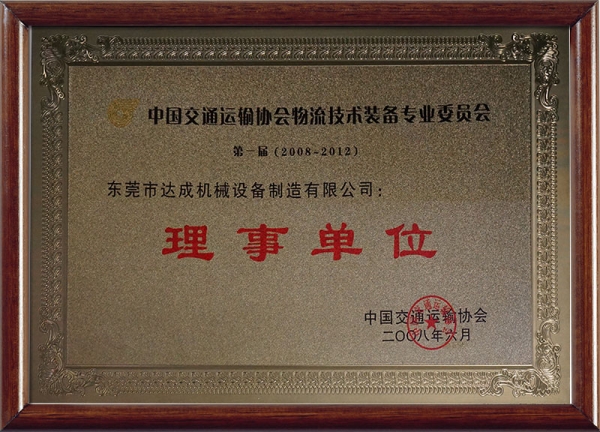 中国交通运输协会物流技术装备专业委员会
第一届(2008-2012)
东莞市达成机械设备制造有限公司：
理事单位
中国交通运输协会
二〇〇八年六月